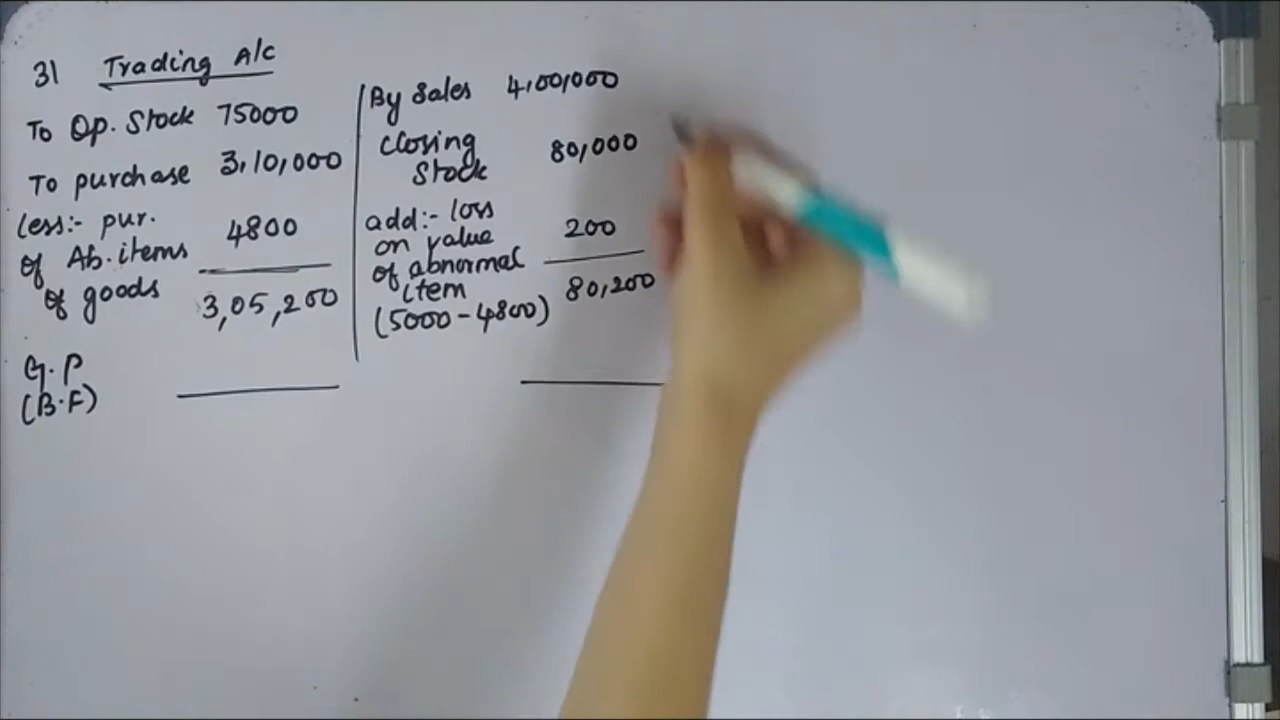 31 Trading A/c
To Op. Stock 75000
To purchase 3,10,000
less:- pur.
of Ab. items 4800
of goods 3,05,200
G.P
(B.F)
By Sales 4,00,000
closing
Stock 80,000
add:- loss
on value 200
of abnormal
item 80,200
(5000-4800)